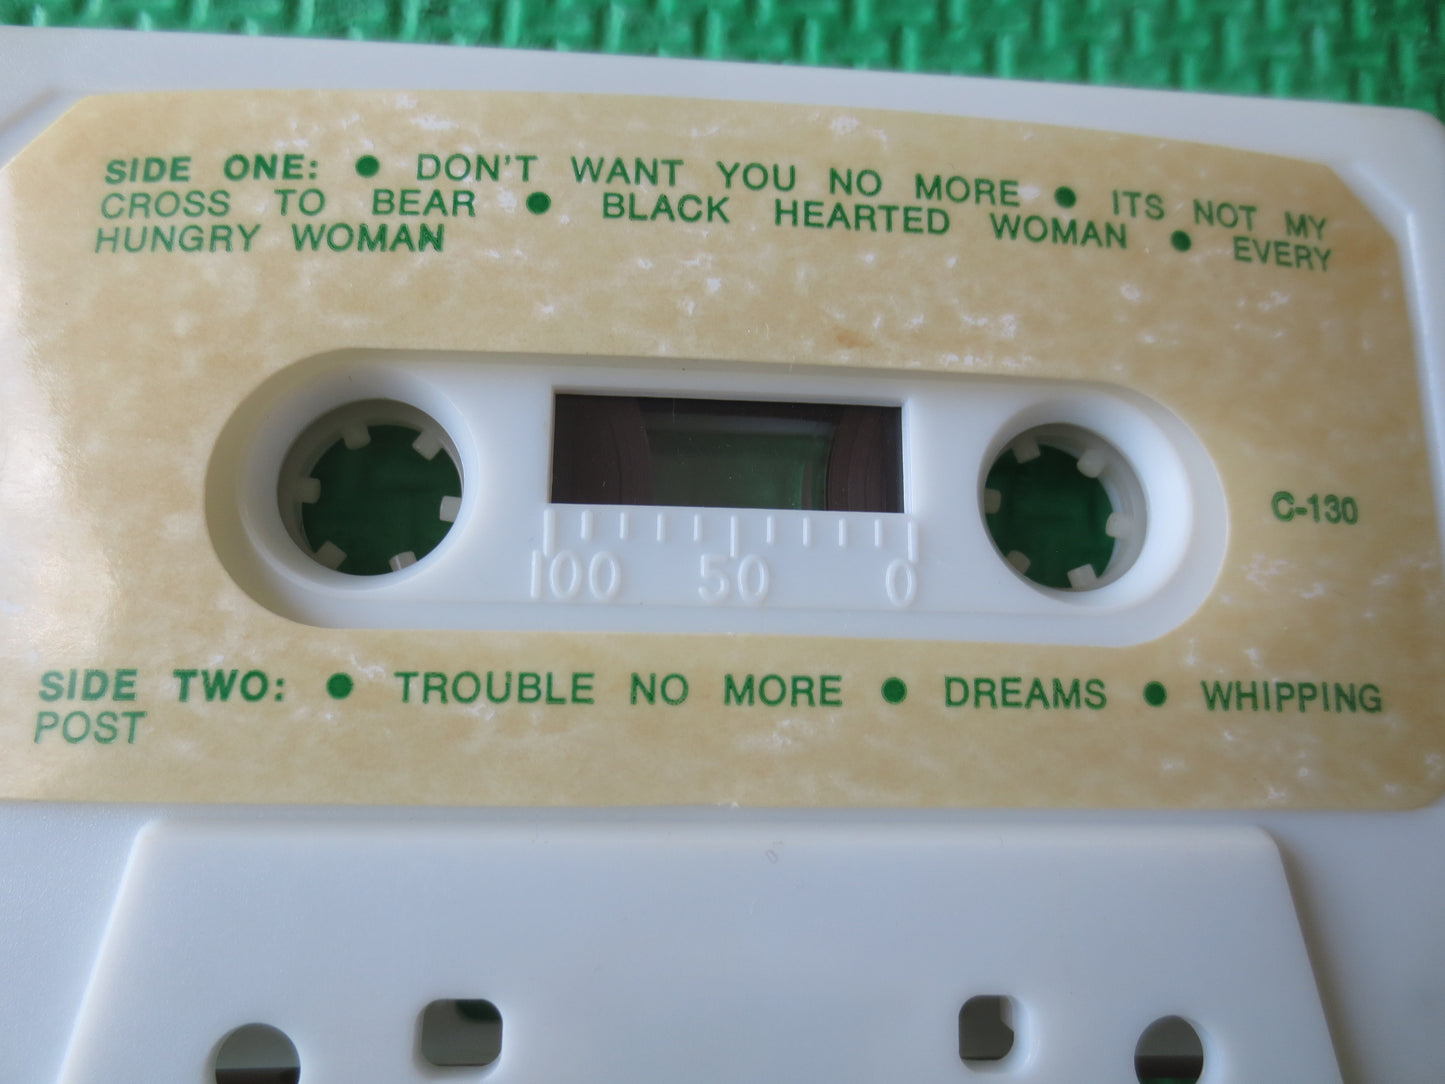 SIDE ONE: • DON'T WANT YOU NO MORE • ITS NOT MY
CROSS TO BEAR • BLACK HEARTED WOMAN • EVERY
HUNGRY WOMAN
100 50 0
C-130
SIDE TWO: • TROUBLE NO MORE • DREAMS • WHIPPING
POST